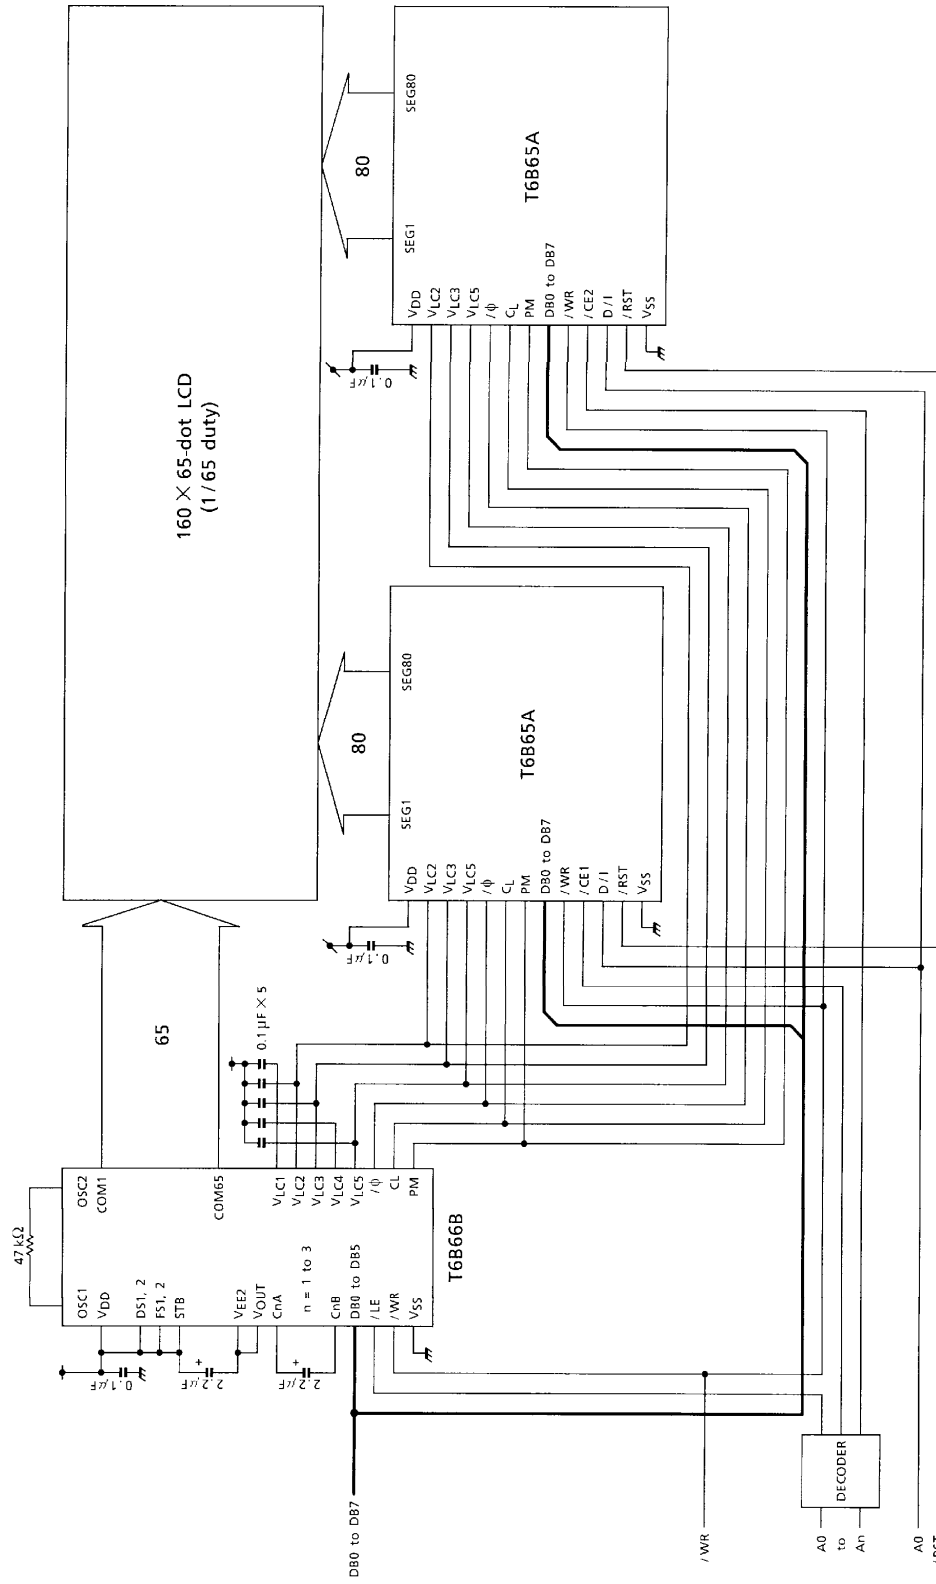 160 × 65-dot LCD
(1/65 duty)
65
80
80
SEG1
SEG80
T6B65A
VDD
VLC2
VLC3
VLC5
/ϕ
CL
PM
DB0 to DB7
/WR
/CE1
D/I
/RST
VSS
0.1μF
SEG1
SEG80
T6B65A
VDD
VLC2
VLC3
VLC5
/ϕ
CL
PM
DB0 to DB7
/WR
/CE2
D/I
/RST
VSS
0.1μF
0.1μF × 5
47kΩ
OSC1
OSC2
VDD
COM1
DS1, 2
FS1, 2
STB
COM65
VEE2
VOUT
CnA
n = 1 to 3
CnB
DB0 to DB5
/LE
/WR
VSS
VLC1
VLC2
VLC3
VLC4
VLC5
/ϕ
CL
PM
T6B66B
0.1μF
+
2.2μF
+
2.2μF
DB0 to DB7
/WR
DECODER
A0
to
An
A0